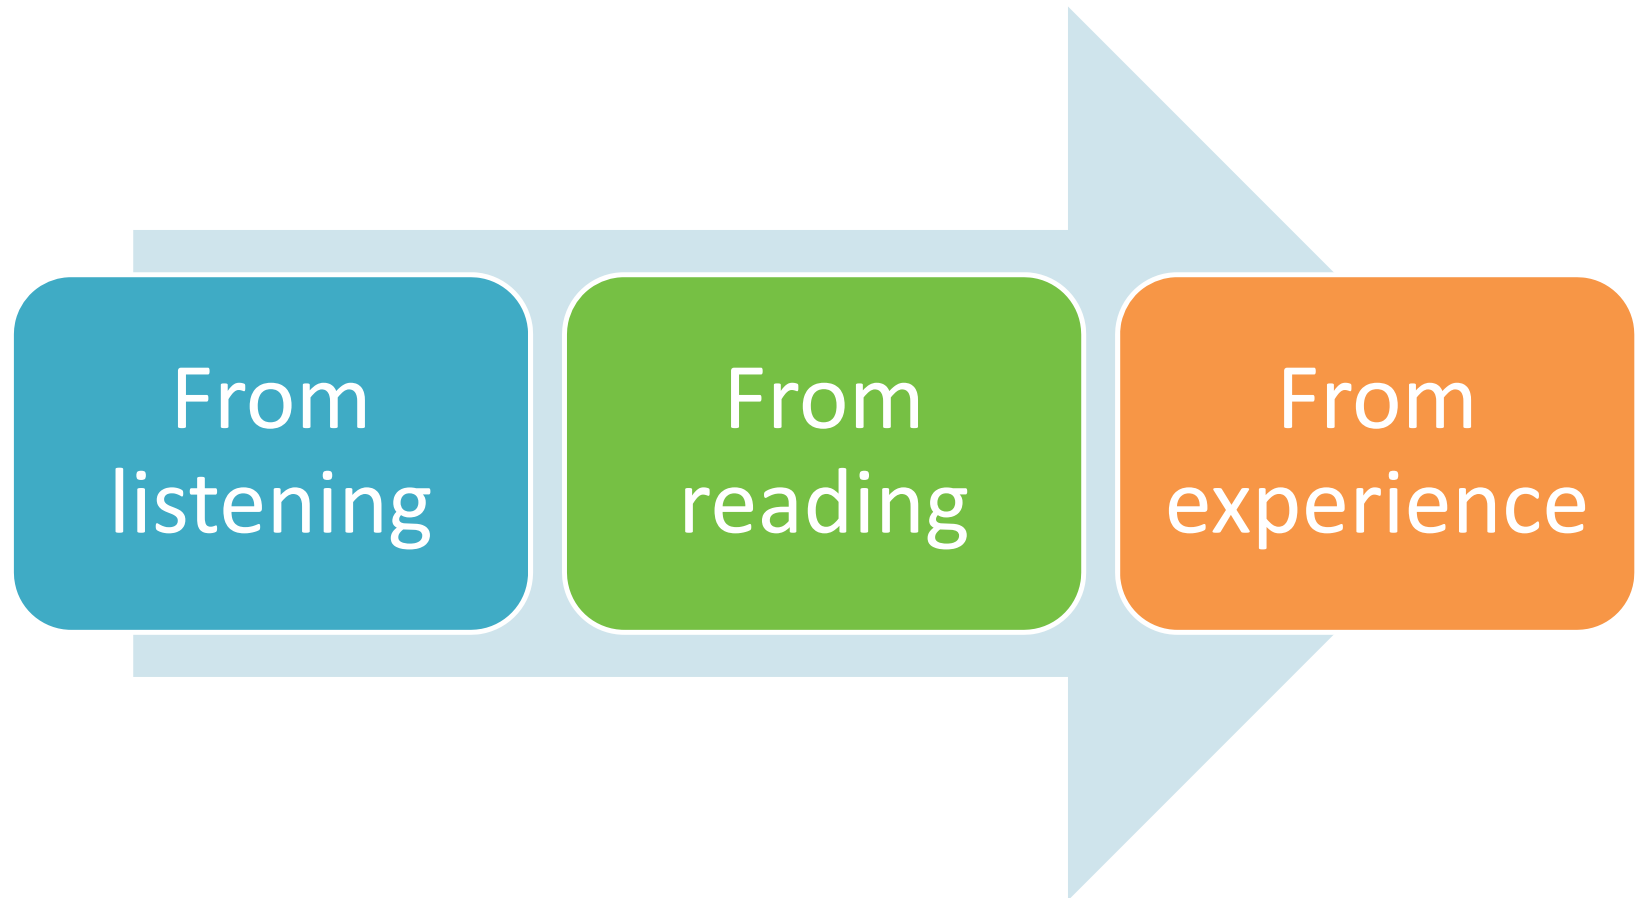 From
listening
From
reading
From
experience